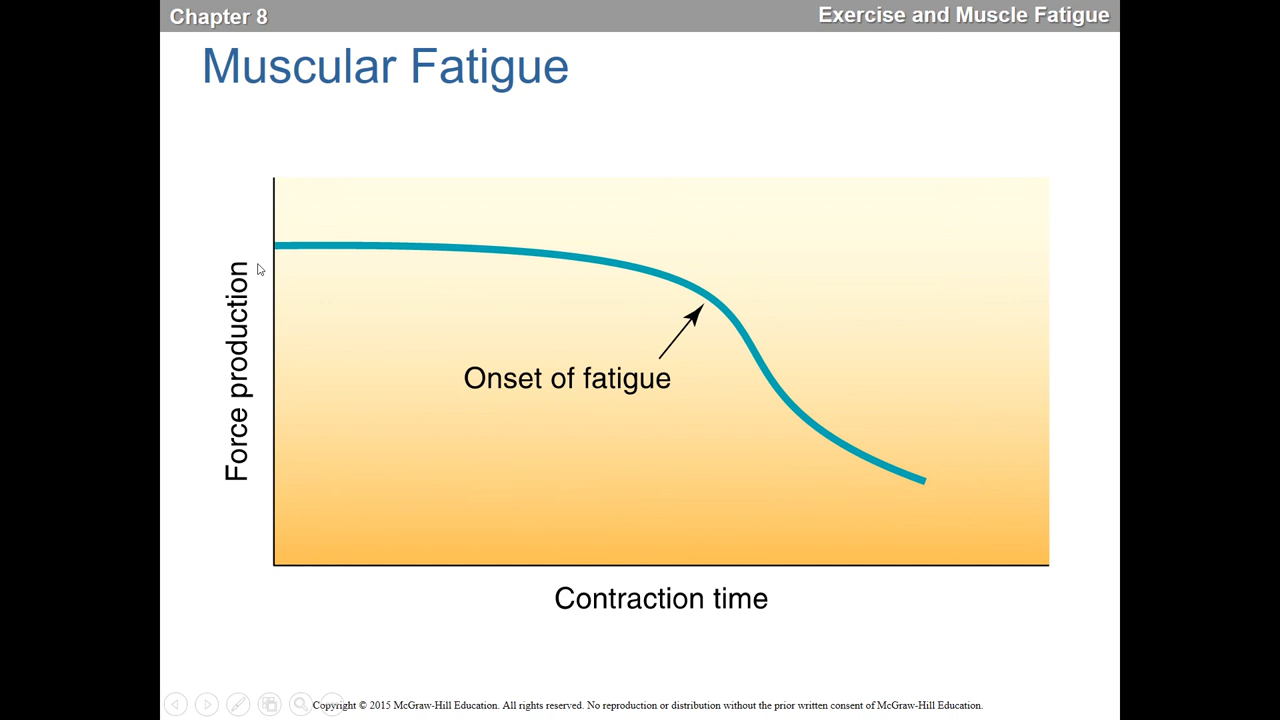 Chapter 8
Exercise and Muscle Fatigue
Muscular Fatigue
Force production
Onset of fatigue
Contraction time
Copyright © 2015 McGraw-Hill Education. All rights reserved. No reproduction or distribution without the prior written consent of McGraw-Hill Education.